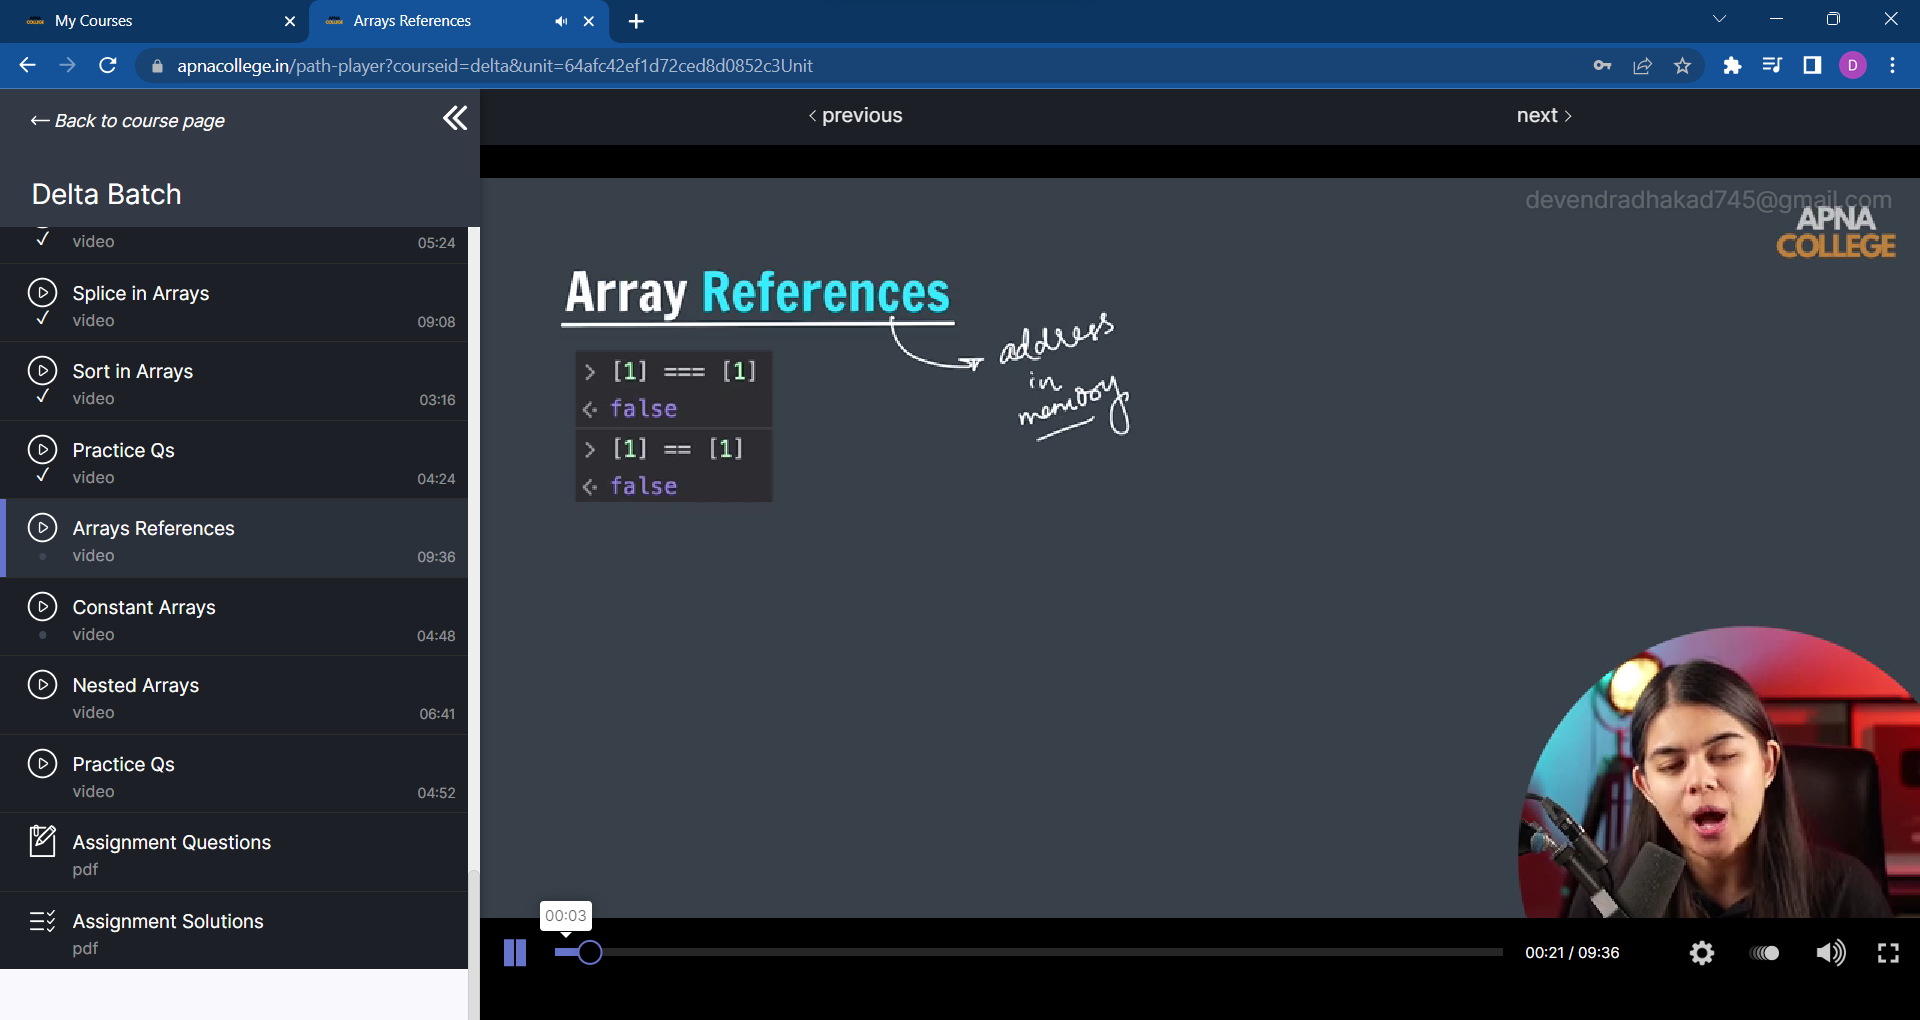 My Courses
Arrays References
apnacollege.in/path-player?courseid=delta&unit=64afc42ef1d72ced8d0852c3Unit
D
← Back to course page
‹ previous
next ›
Delta Batch
video
05:24
Splice in Arrays
video
09:08
Sort in Arrays
video
03:16
Practice Qs
video
04:24
Arrays References
video
09:36
Constant Arrays
video
04:48
Nested Arrays
video
06:41
Practice Qs
video
04:52
Assignment Questions
pdf
Assignment Solutions
pdf
devendradhakad745@gmail.com
APNA
COLLEGE
Array References
address
in
memory
> [1] === [1]
false
> [1] == [1]
false
00:03
00:21 / 09:36